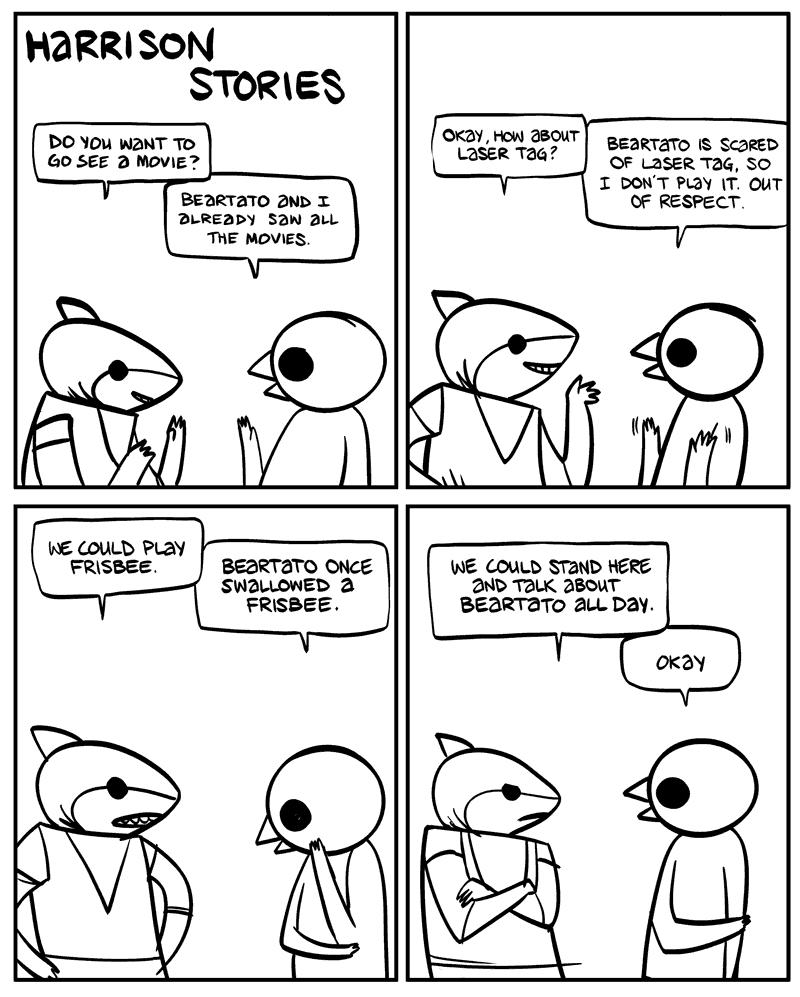 HARRISON
STORIES
DO YOU WANT TO
GO SEE A MOVIE?
BEARTATO AND I
ALREADY SAW ALL
THE MOVIES.
OKAY, HOW ABOUT
LASER TAG?
BEARTATO IS SCARED
OF LASER TAG, SO
I DON'T PLAY IT. OUT
OF RESPECT.
WE COULD PLAY
FRISBEE.
BEARTATO ONCE
SWALLOWED A
FRISBEE.
WE COULD STAND HERE
AND TALK ABOUT
BEARTATO ALL DAY.
OKAY